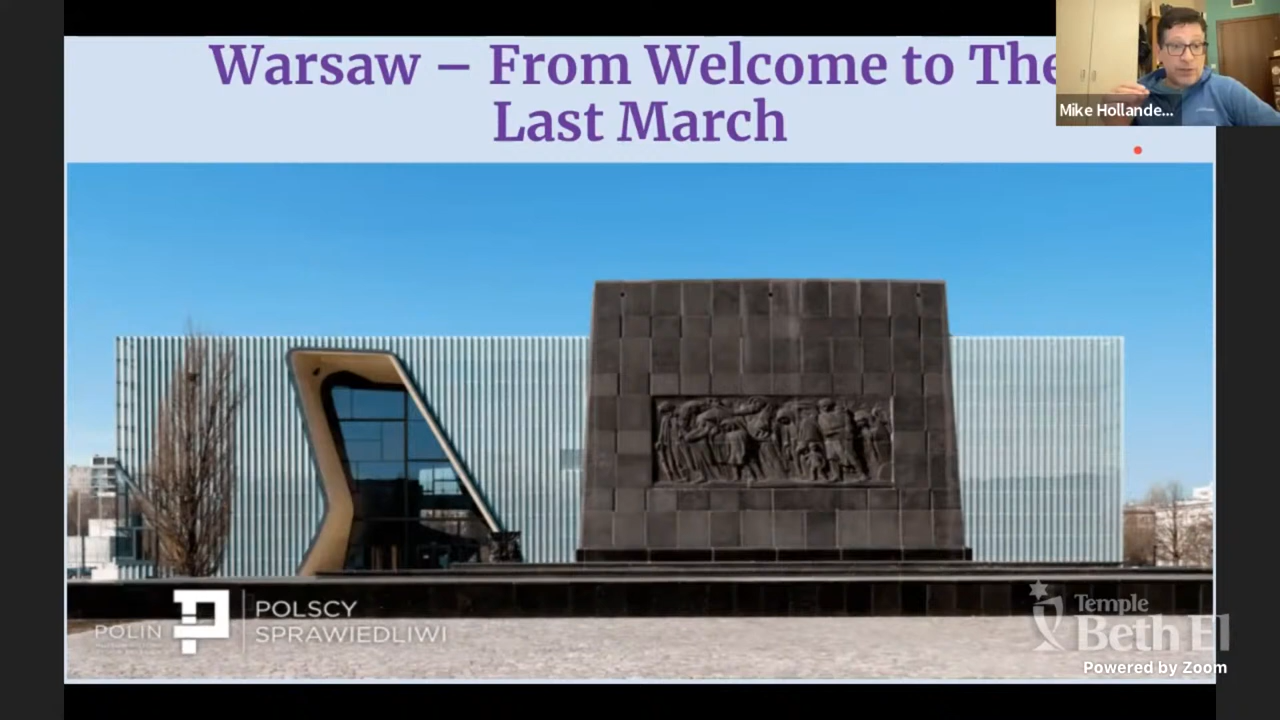 Warsaw – From Welcome to The
Last March
Mike Hollande...
POLIN
POLSCY
SPRAWIEDLIWI
Temple
Beth El
Powered by Zoom